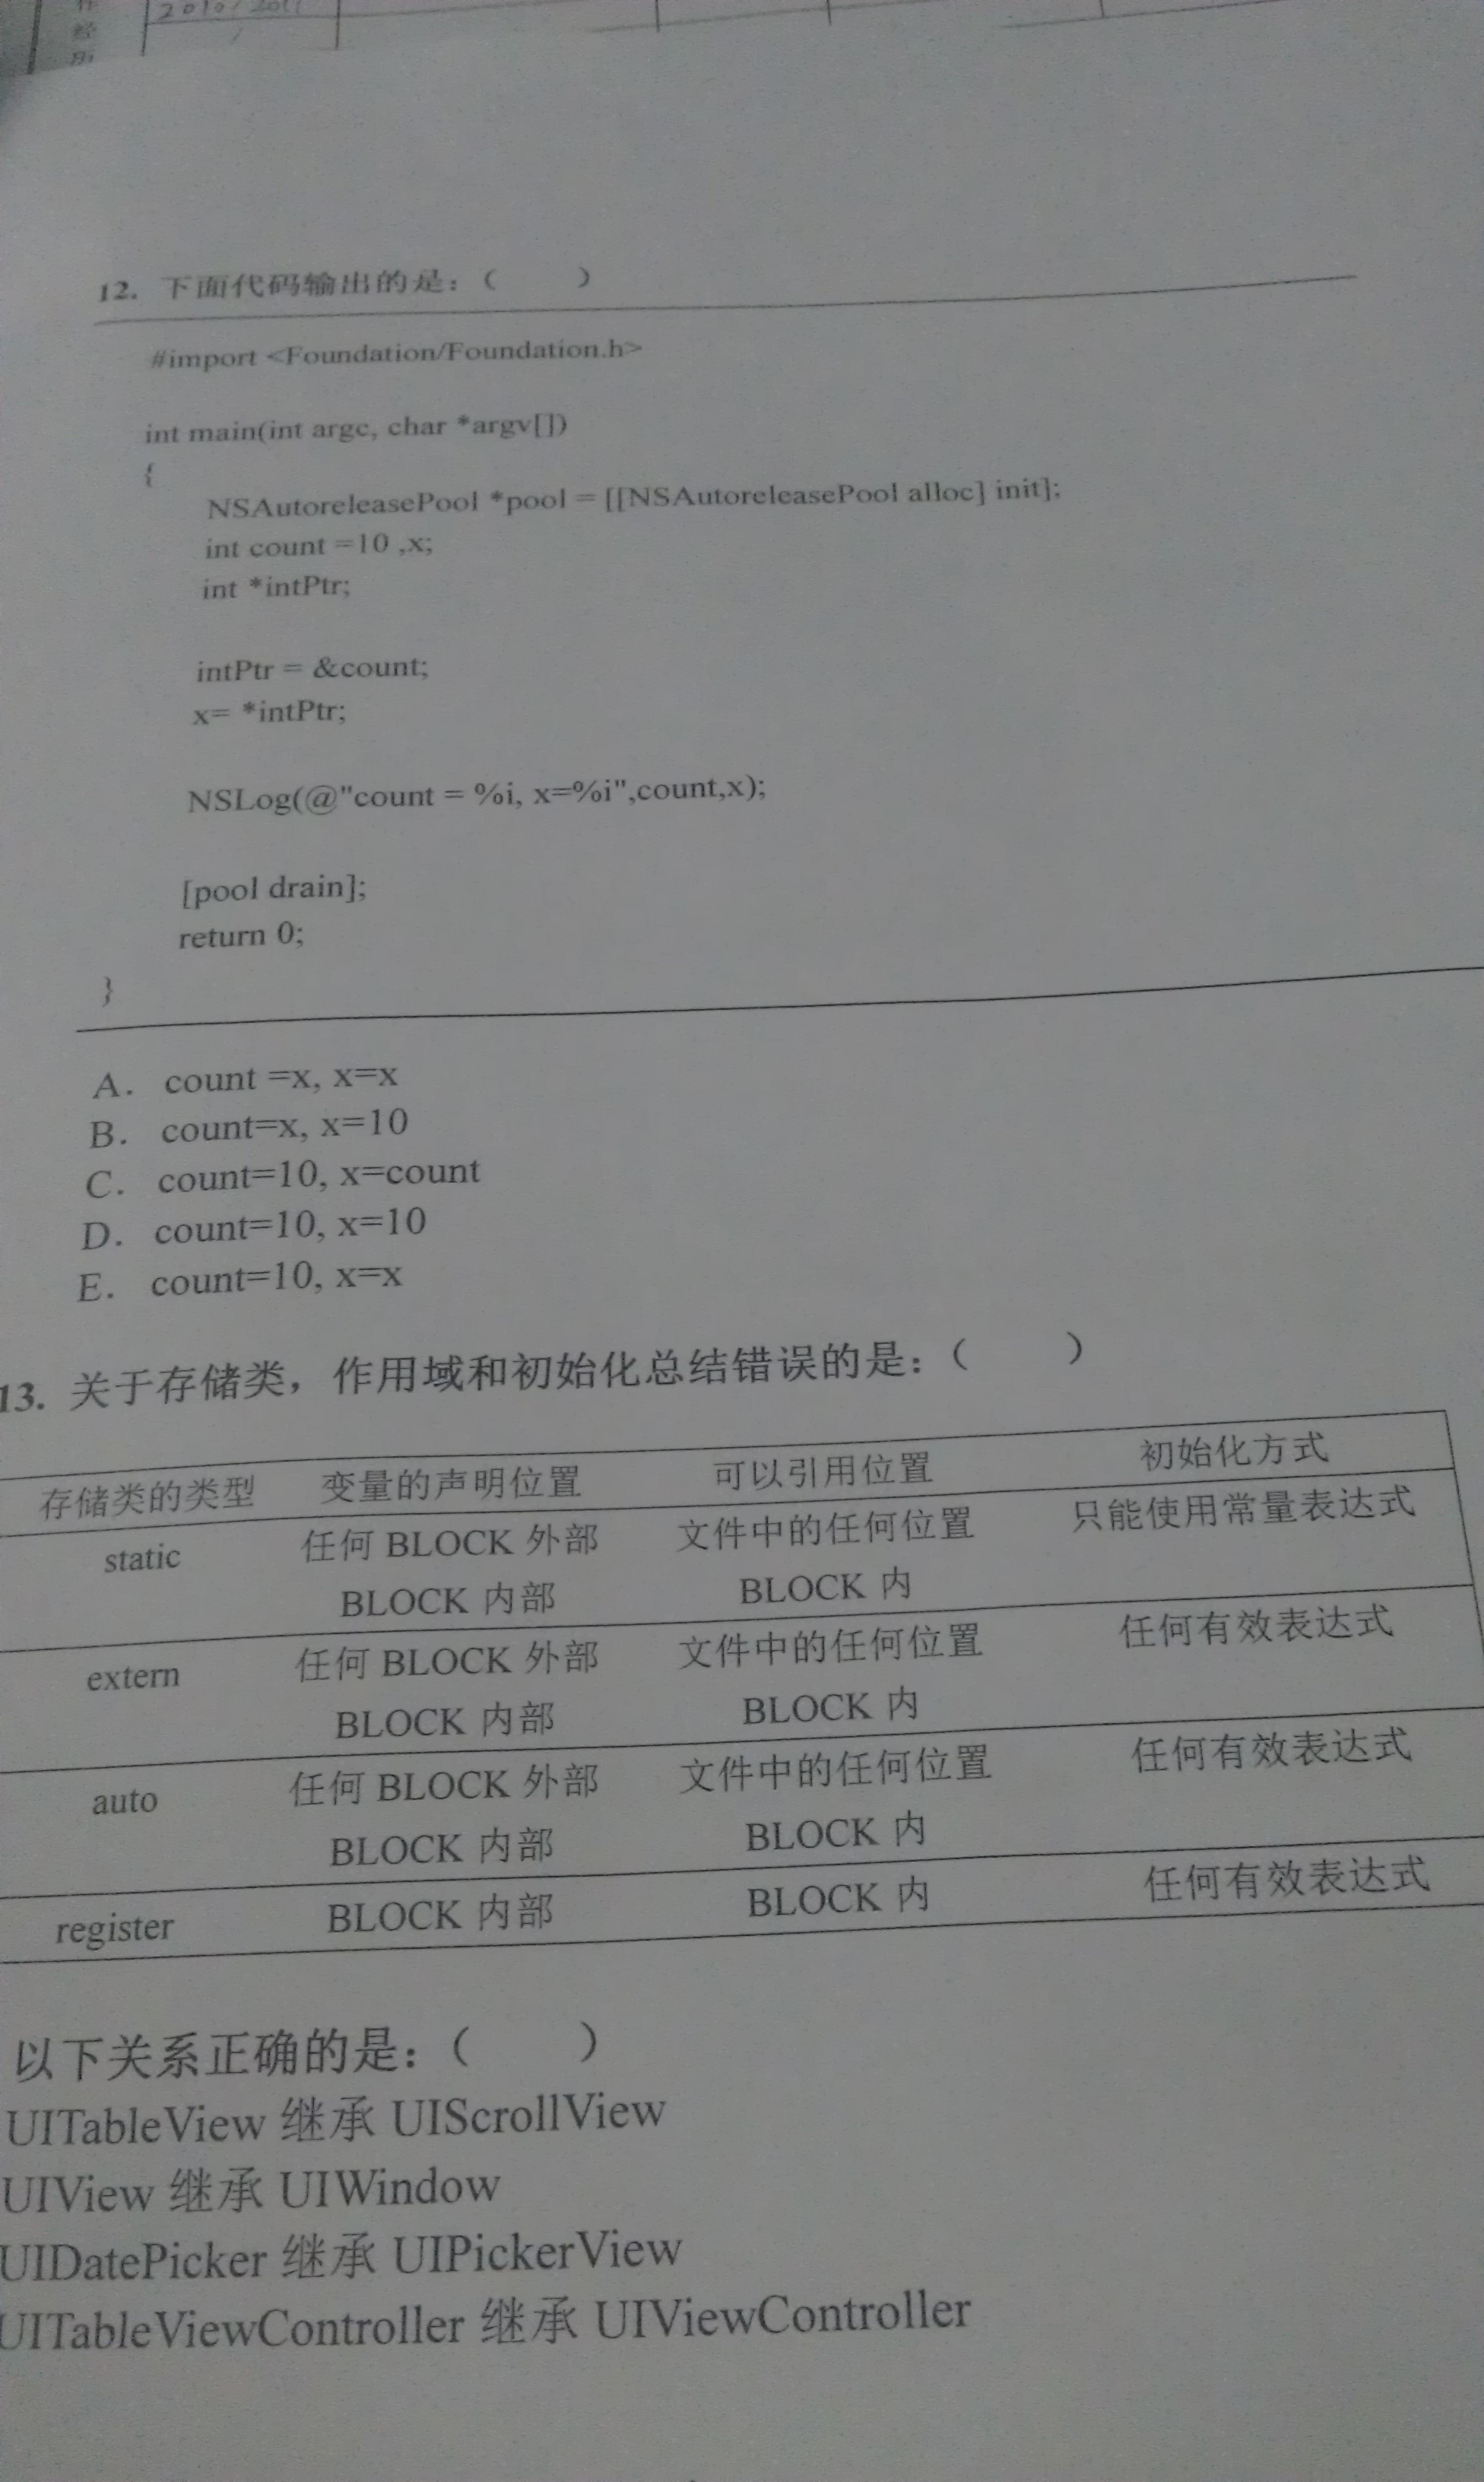 2010/2011
经
12. 下面代码输出的是：（ ）
#import <Foundation/Foundation.h>
int main(int argc, char *argv[])
{
NSAutoreleasePool *pool = [[NSAutoreleasePool alloc] init];
int count =10 ,x;
int *intPtr;
intPtr = &count;
x= *intPtr;
NSLog(@"count = %i, x=%i",count,x);
[pool drain];
return 0;
}
A. count =x, x=x
B. count=x, x=10
C. count=10, x=count
D. count=10, x=10
E. count=10, x=x
13. 关于存储类，作用域和初始化总结错误的是：（ ）
存储类的类型 变量的声明位置 可以引用位置 初始化方式
static 任何 BLOCK 外部 文件中的任何位置 只能使用常量表达式
BLOCK 内部 BLOCK 内
extern 任何 BLOCK 外部 文件中的任何位置 任何有效表达式
BLOCK 内部 BLOCK 内
auto 任何 BLOCK 外部 文件中的任何位置 任何有效表达式
BLOCK 内部 BLOCK 内
register BLOCK 内部 BLOCK 内 任何有效表达式
以下关系正确的是：（ ）
UITableView 继承 UIScrollView
UIView 继承 UIWindow
UIDatePicker 继承 UIPickerView
UITableViewController 继承 UIViewController